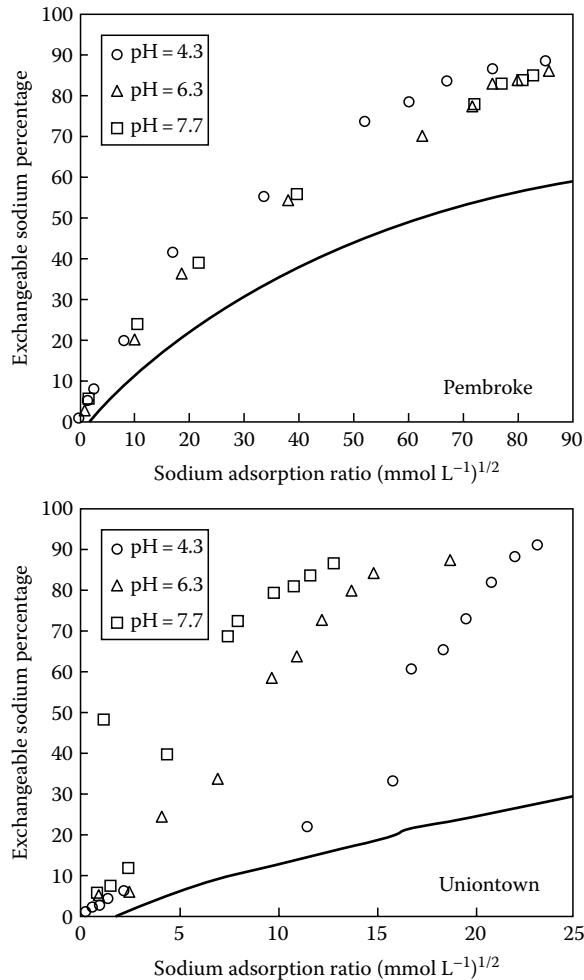 100
90
80
70
60
50
40
30
20
10
0
Exchangeable sodium percentage
pH = 4.3
pH = 6.3
pH = 7.7
Pembroke
0 10 20 30 40 50 60 70 80 90
Sodium adsorption ratio (mmol L⁻¹)¹/²
100
90
80
70
60
50
40
30
20
10
0
Exchangeable sodium percentage
pH = 4.3
pH = 6.3
pH = 7.7
Uniontown
0 5 10 15 20 25
Sodium adsorption ratio (mmol L⁻¹)¹/²